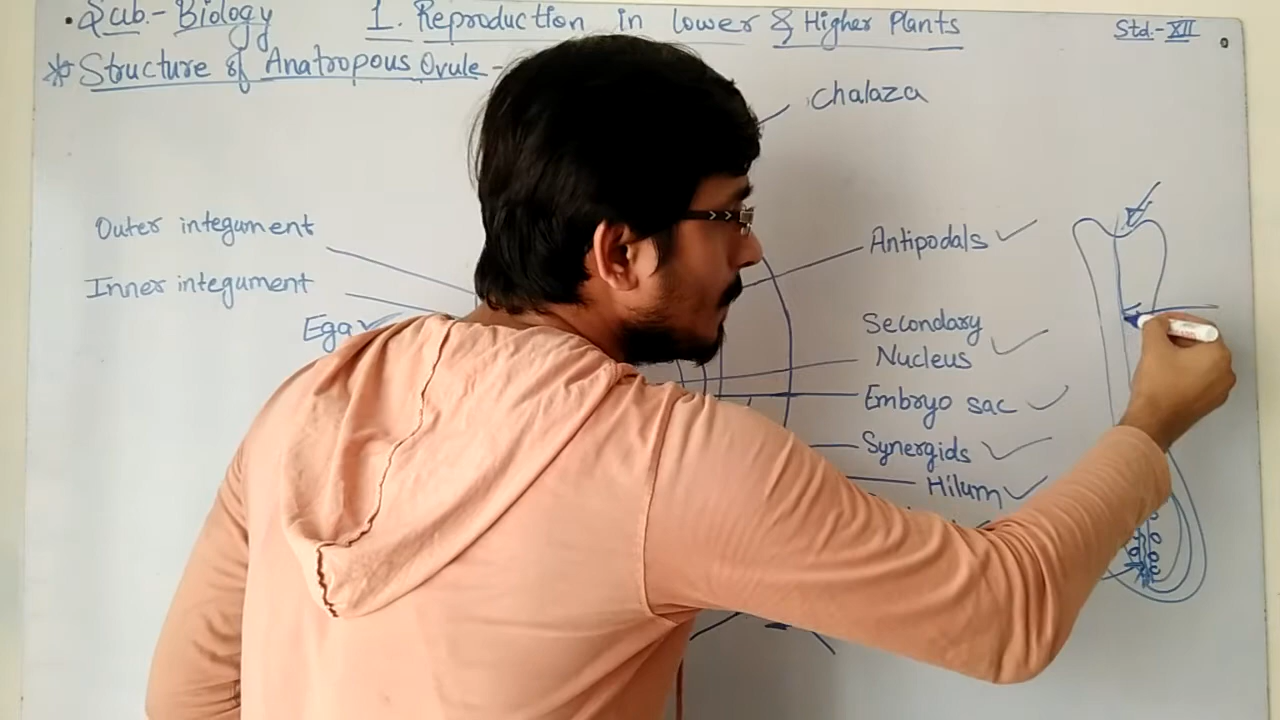 Sub.- Biology
1. Reproduction in lower & Higher Plants
Std.- XII
* Structure of Anatropous Ovule -
Chalaza
Outer integument
Inner integument
Egg
Antipodals
Secondary
Nucleus
Embryo sac
Synergids
Hilum